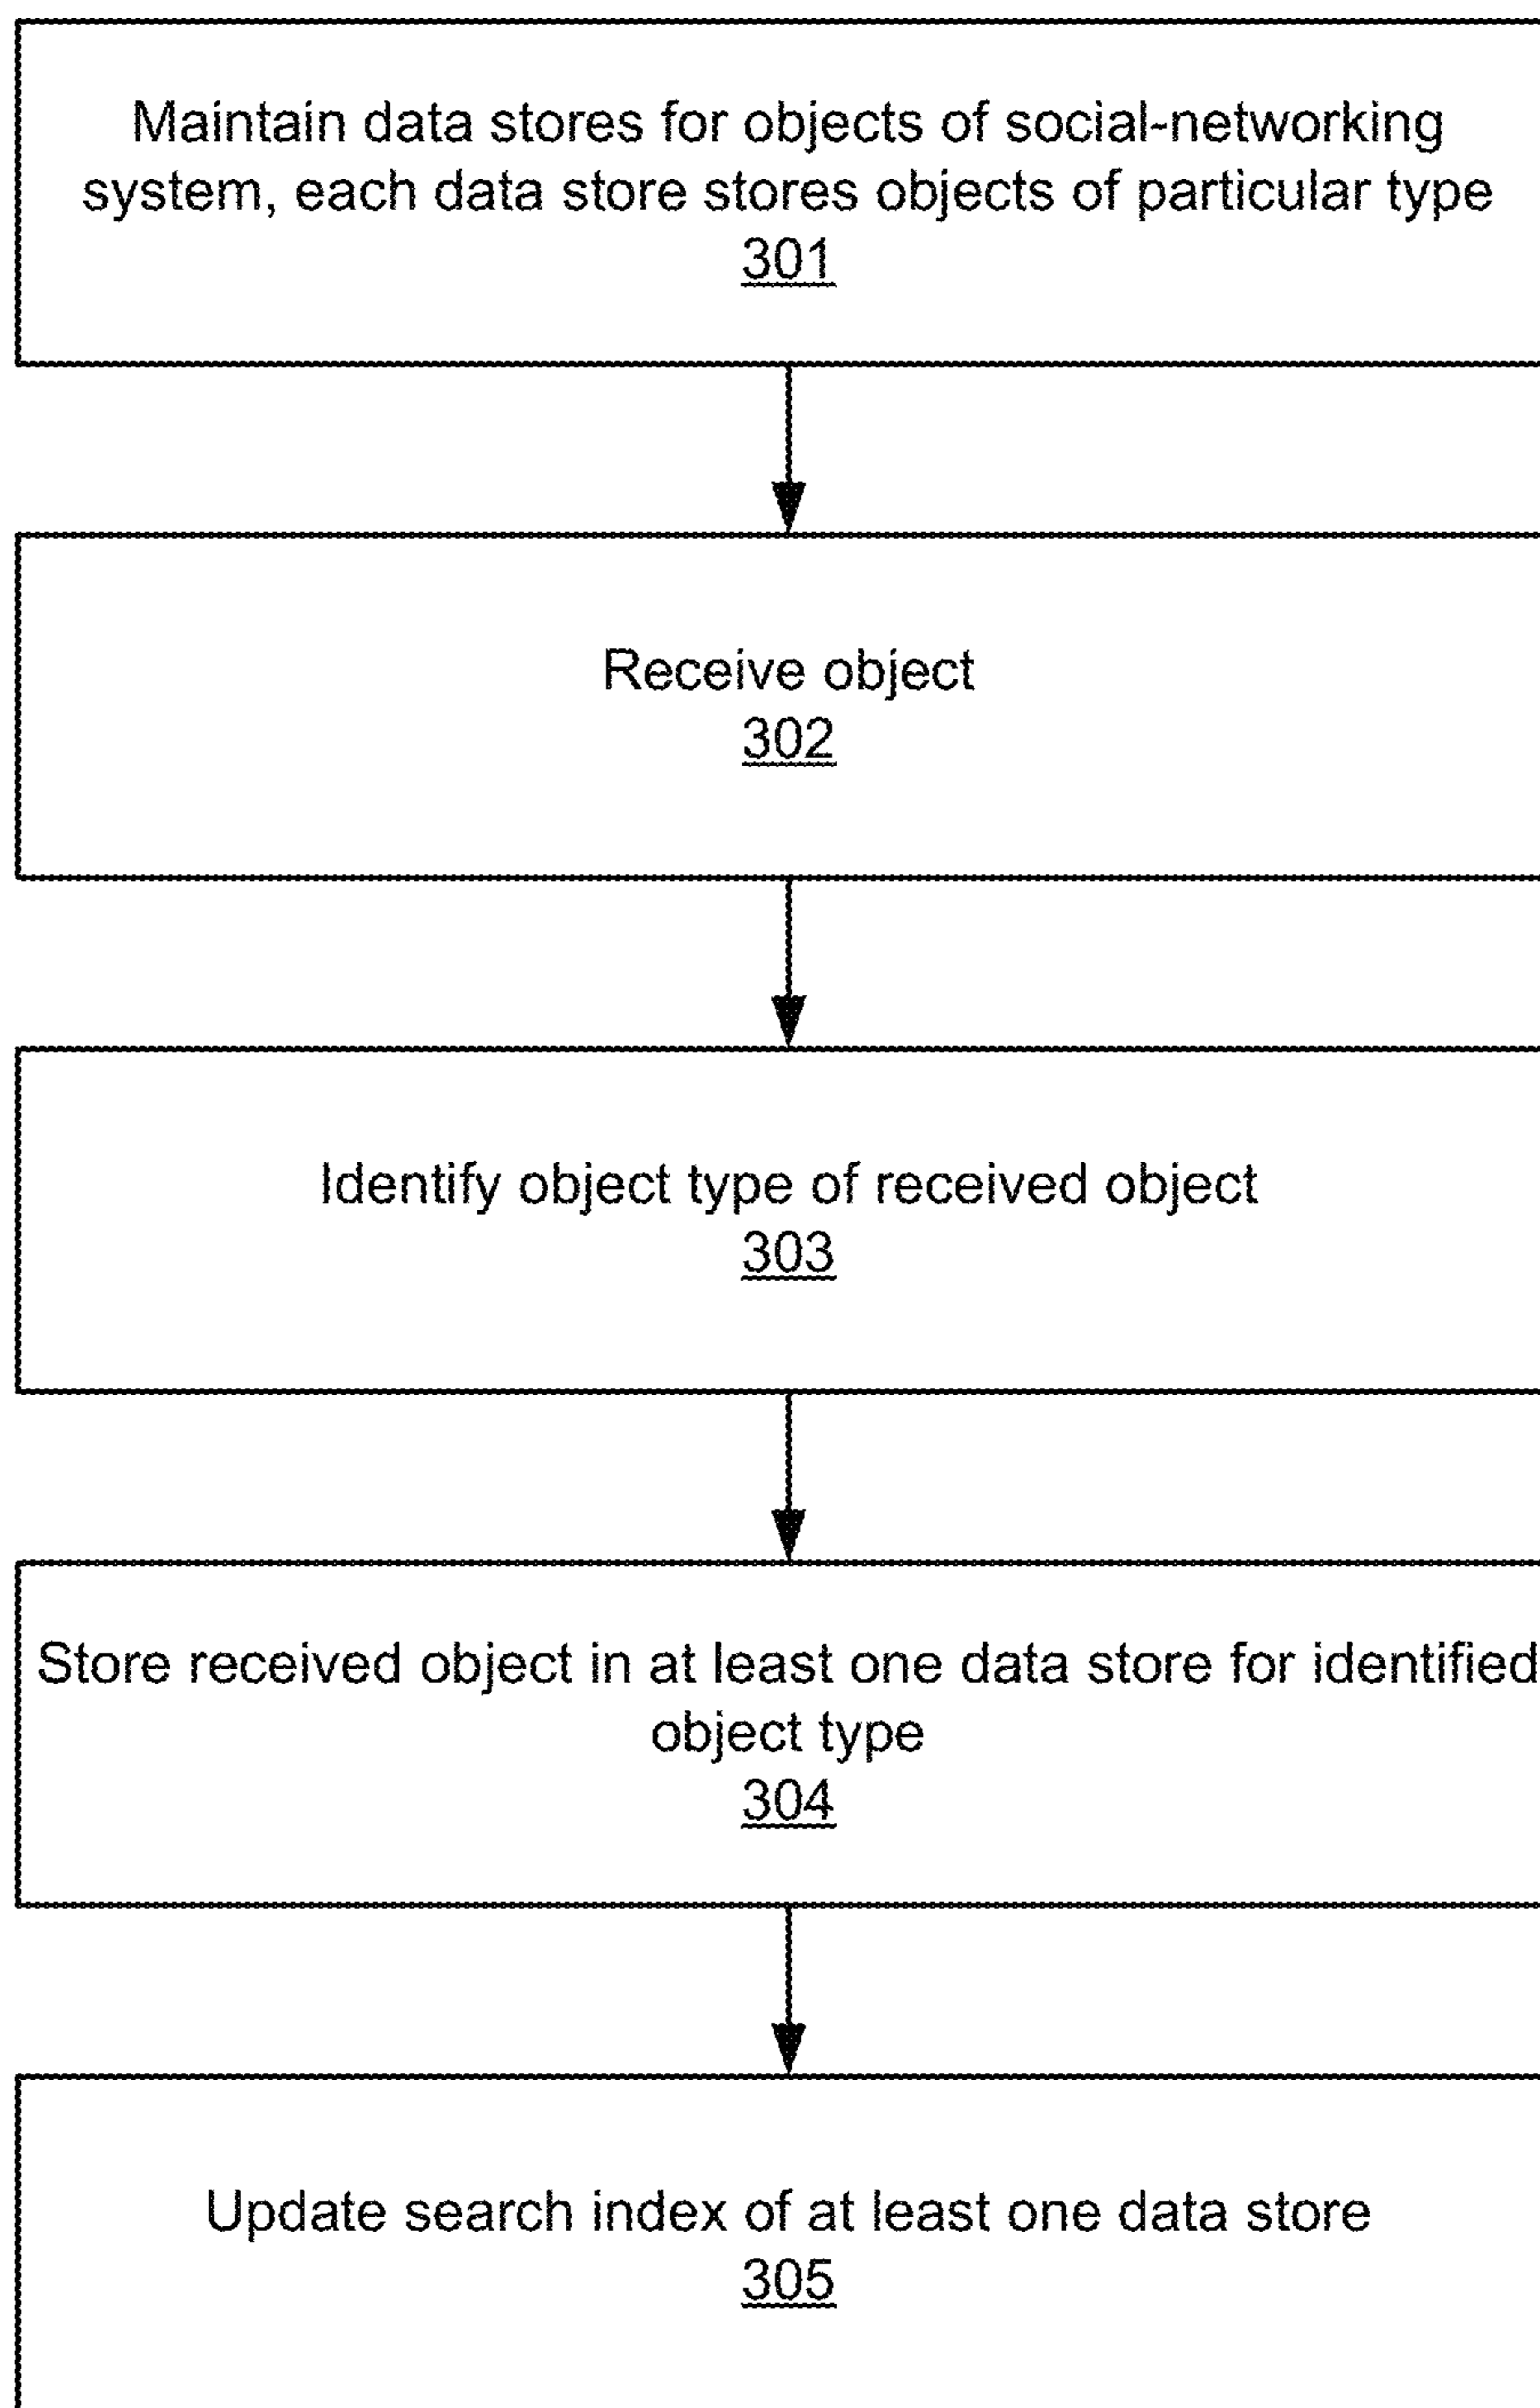 Maintain data stores for objects of social-networking
system, each data store stores objects of particular type
301
Receive object
302
Identify object type of received object
303
Store received object in at least one data store for identified
object type
304
Update search index of at least one data store
305